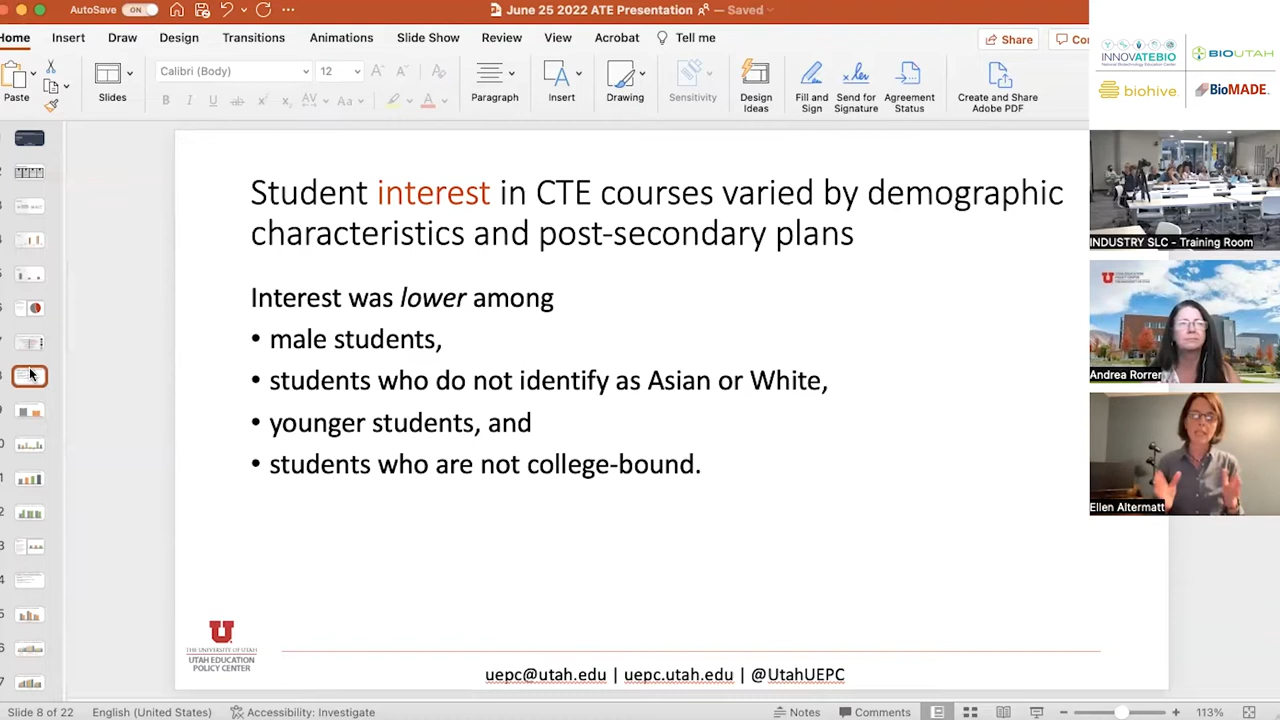 AutoSave ON June 25 2022 ATE Presentation — Saved
Home Insert Draw Design Transitions Animations Slide Show Review View Acrobat Tell me Share
Paste Slides Calibri (Body) 12 Paragraph Insert Drawing Sensitivity Design Ideas Fill and Sign Send for Signature Agreement Status Create and Share Adobe PDF
INNOVATEBIO
National Biotechnology Education Center
BIOUTAH
biohive
BioMADE
Student interest in CTE courses varied by demographic
characteristics and post-secondary plans
Interest was lower among
• male students,
• students who do not identify as Asian or White,
• younger students, and
• students who are not college-bound.
INDUSTRY SLC - Training Room
Andrea Rorrer
Ellen Altermatt
U
THE UNIVERSITY OF UTAH
UTAH EDUCATION
POLICY CENTER
uepc@utah.edu | uepc.utah.edu | @UtahUEPC
Slide 8 of 22 English (United States) Accessibility: Investigate Notes Comments 113%